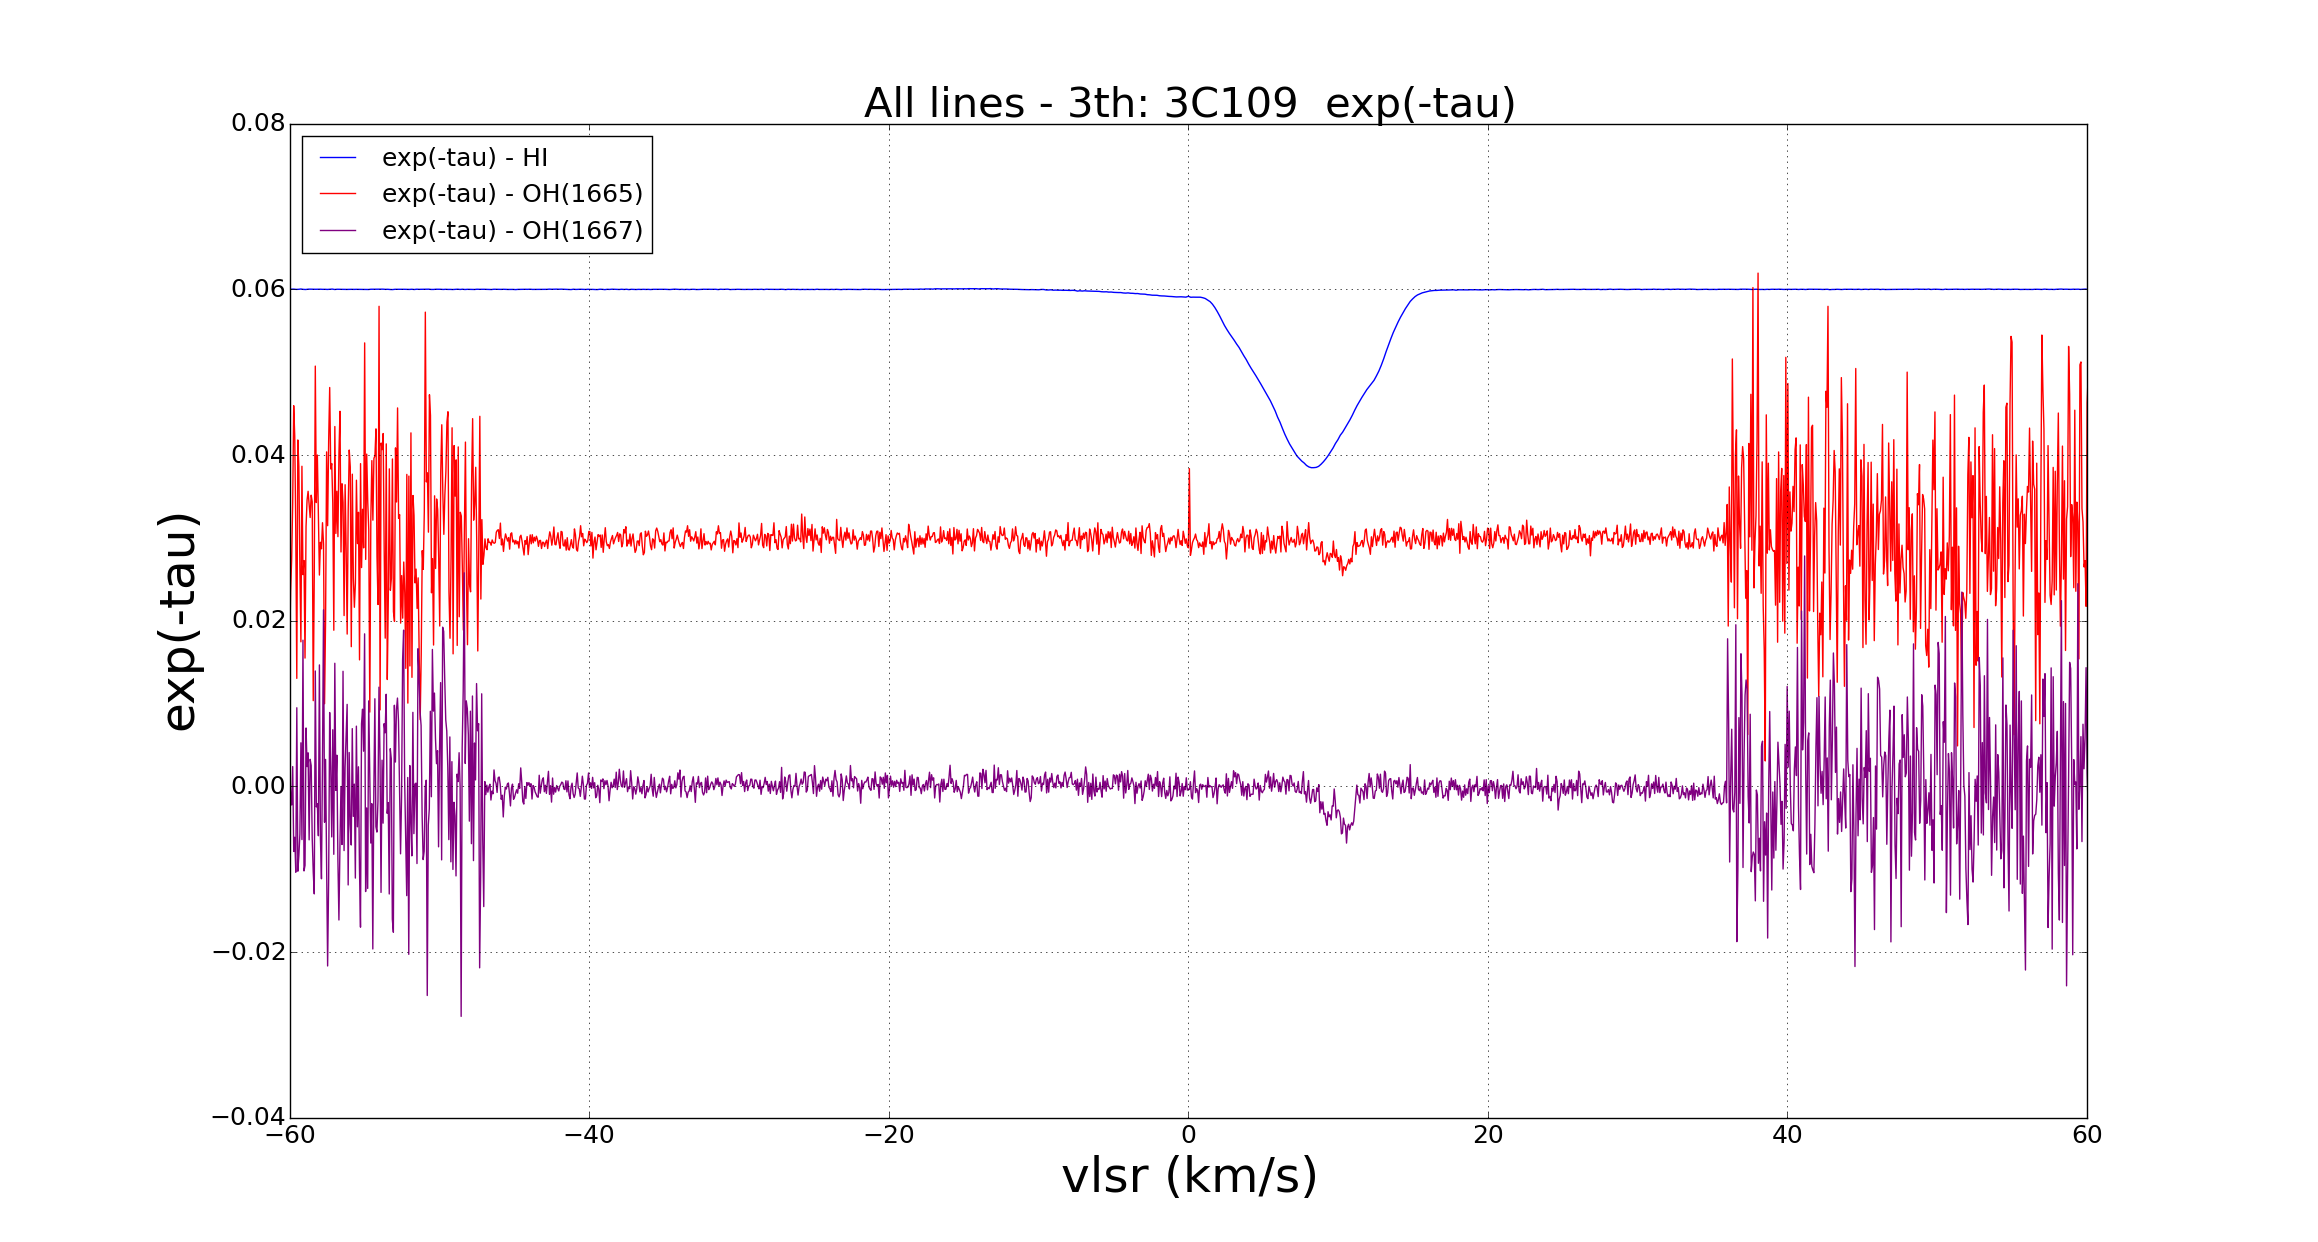 All lines - 3th: 3C109  exp(-tau)
exp(-tau) - HI
exp(-tau) - OH(1665)
exp(-tau) - OH(1667)
0.08
0.06
0.04
0.02
0.00
−0.02
−0.04
exp(-tau)
−60
−40
−20
0
20
40
60
vlsr (km/s)